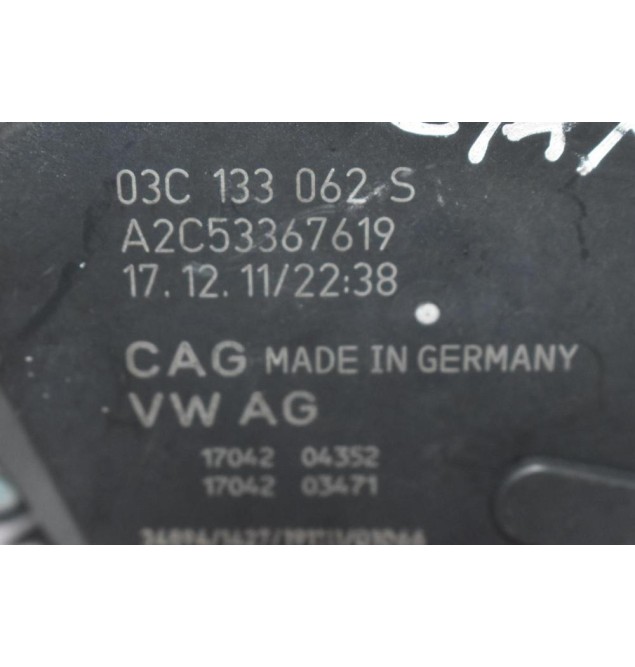 03C 133 062 S
A2C53367619
17.12.11/22:38
CAG MADE IN GERMANY
VW AG
17042 04352
17042 03471